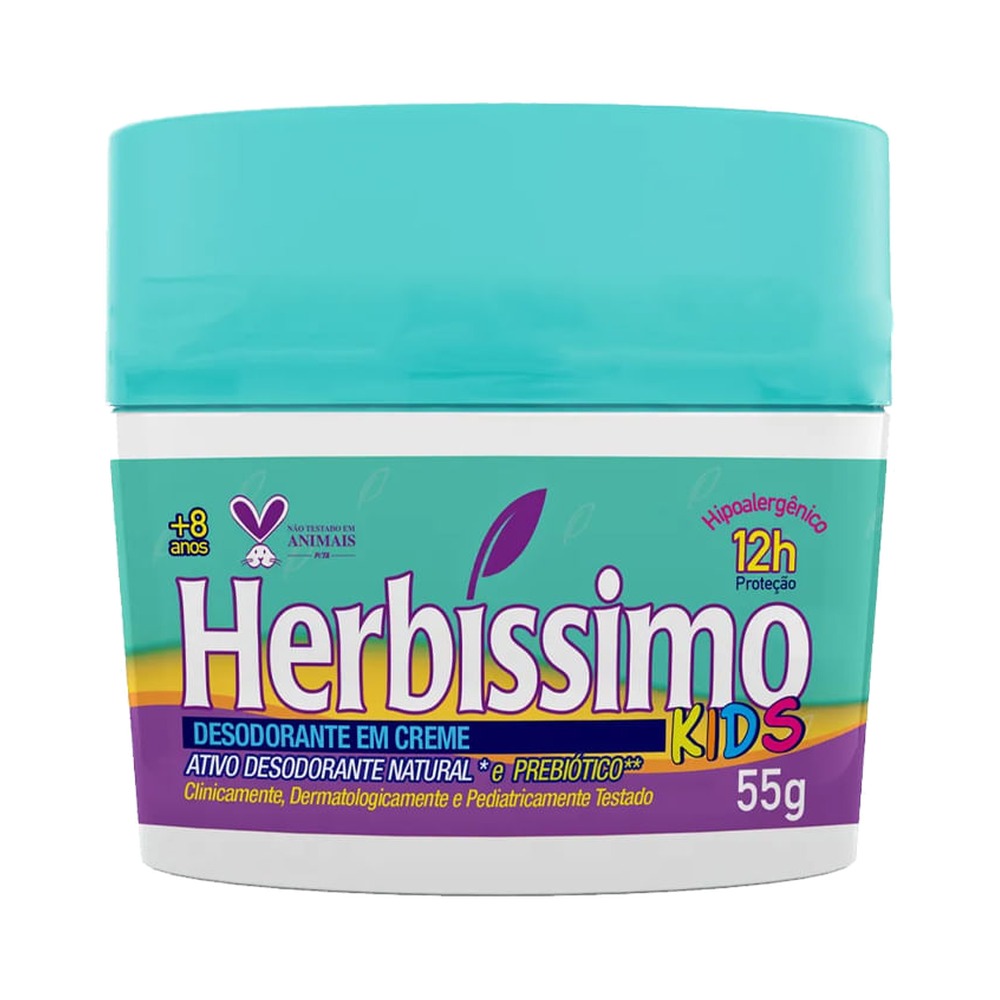 +8
anos
NÃO TESTADO EM
ANIMAIS
PETA
Hipoalergênico
12h
Proteção
Herbíssimo
KIDS
DESODORANTE EM CREME
ATIVO DESODORANTE NATURAL* e PREBIÓTICO**
Clinicamente, Dermatologicamente e Pediatricamente Testado
55g